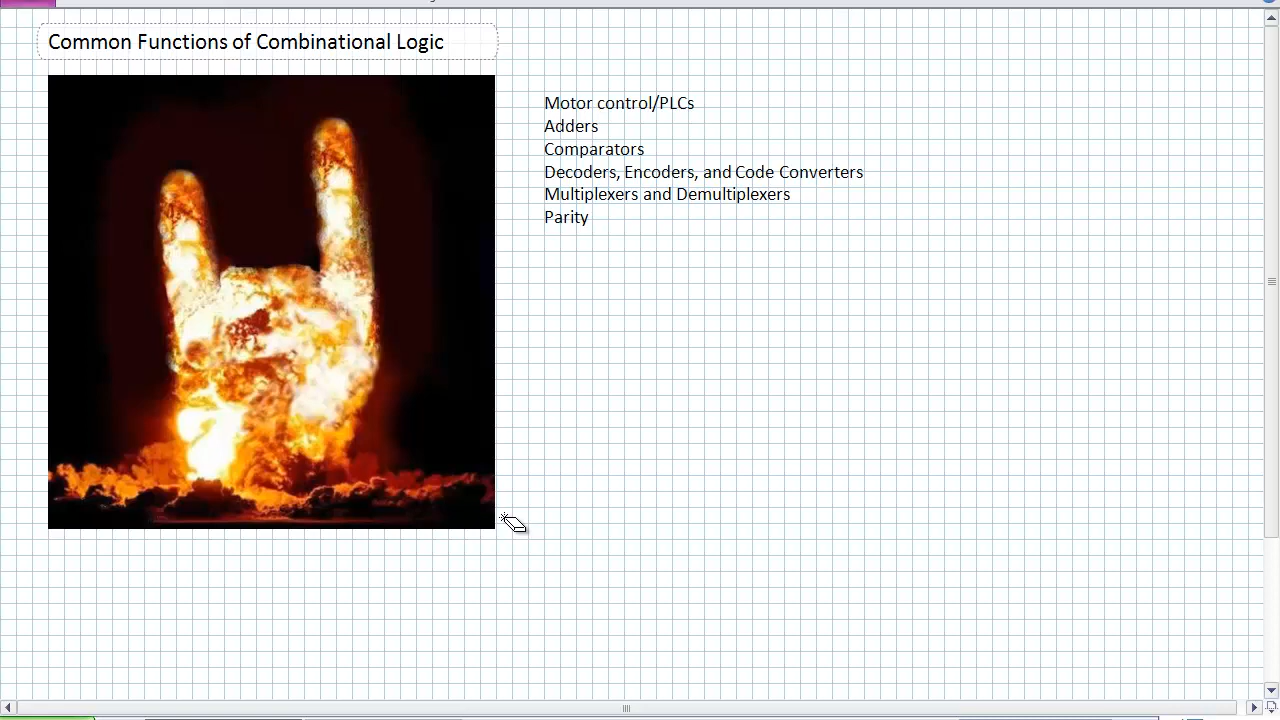 Common Functions of Combinational Logic
Motor control/PLCs
Adders
Comparators
Decoders, Encoders, and Code Converters
Multiplexers and Demultiplexers
Parity